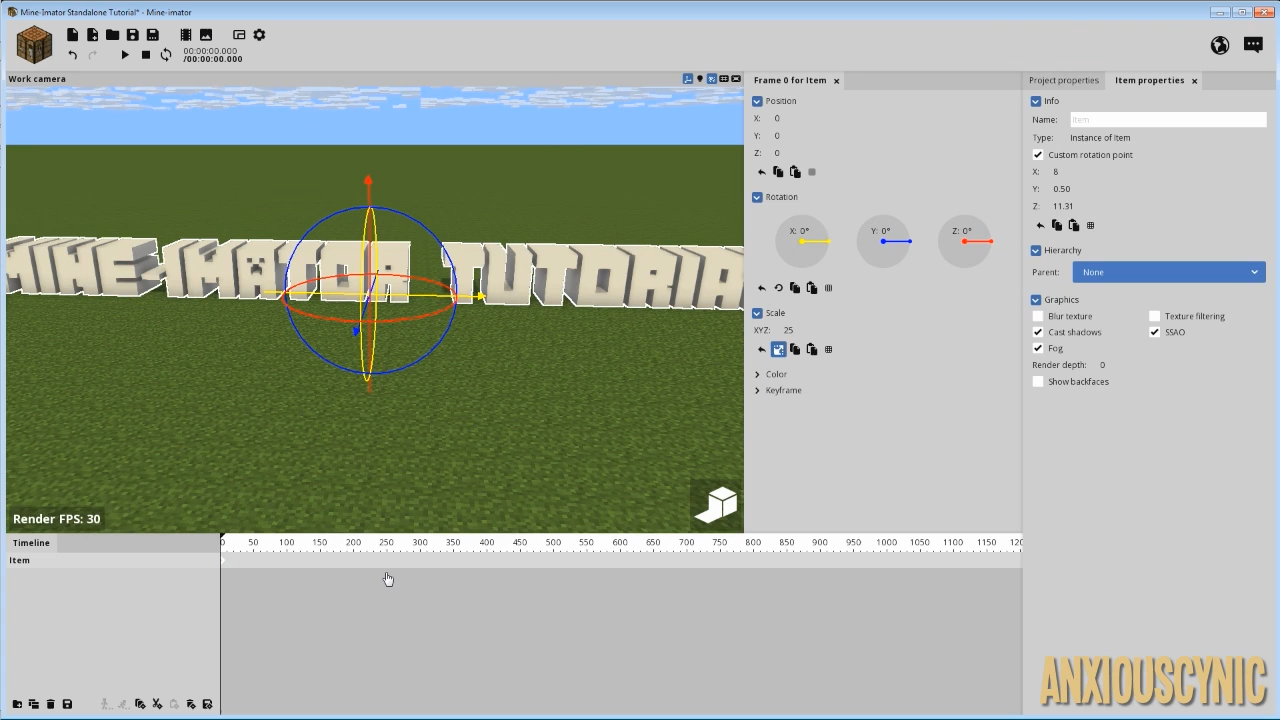 Mine-Imator Standalone Tutorial* - Mine-imator
00:00:00.000
/00:00:00.000
Work camera
MINE-IMATOR TUTORIA
Render FPS: 30
Frame 0 for Item
Position
X: 0
Y: 0
Z: 0
Rotation
X: 0° Y: 0° Z: 0°
Scale
XYZ: 25
Color
Keyframe
Project properties Item properties
Info
Name: Item
Type: Instance of Item
Custom rotation point
X: 8
Y: 0.50
Z: 11.31
Hierarchy
Parent: None
Graphics
Blur texture Texture filtering
Cast shadows SSAO
Fog
Render depth: 0
Show backfaces
Timeline
0 50 100 150 200 250 300 350 400 450 500 550 600 650 700 750 800 850 900 950 1000 1050 1100 1150 120
Item
ANXIOUSCYNIC